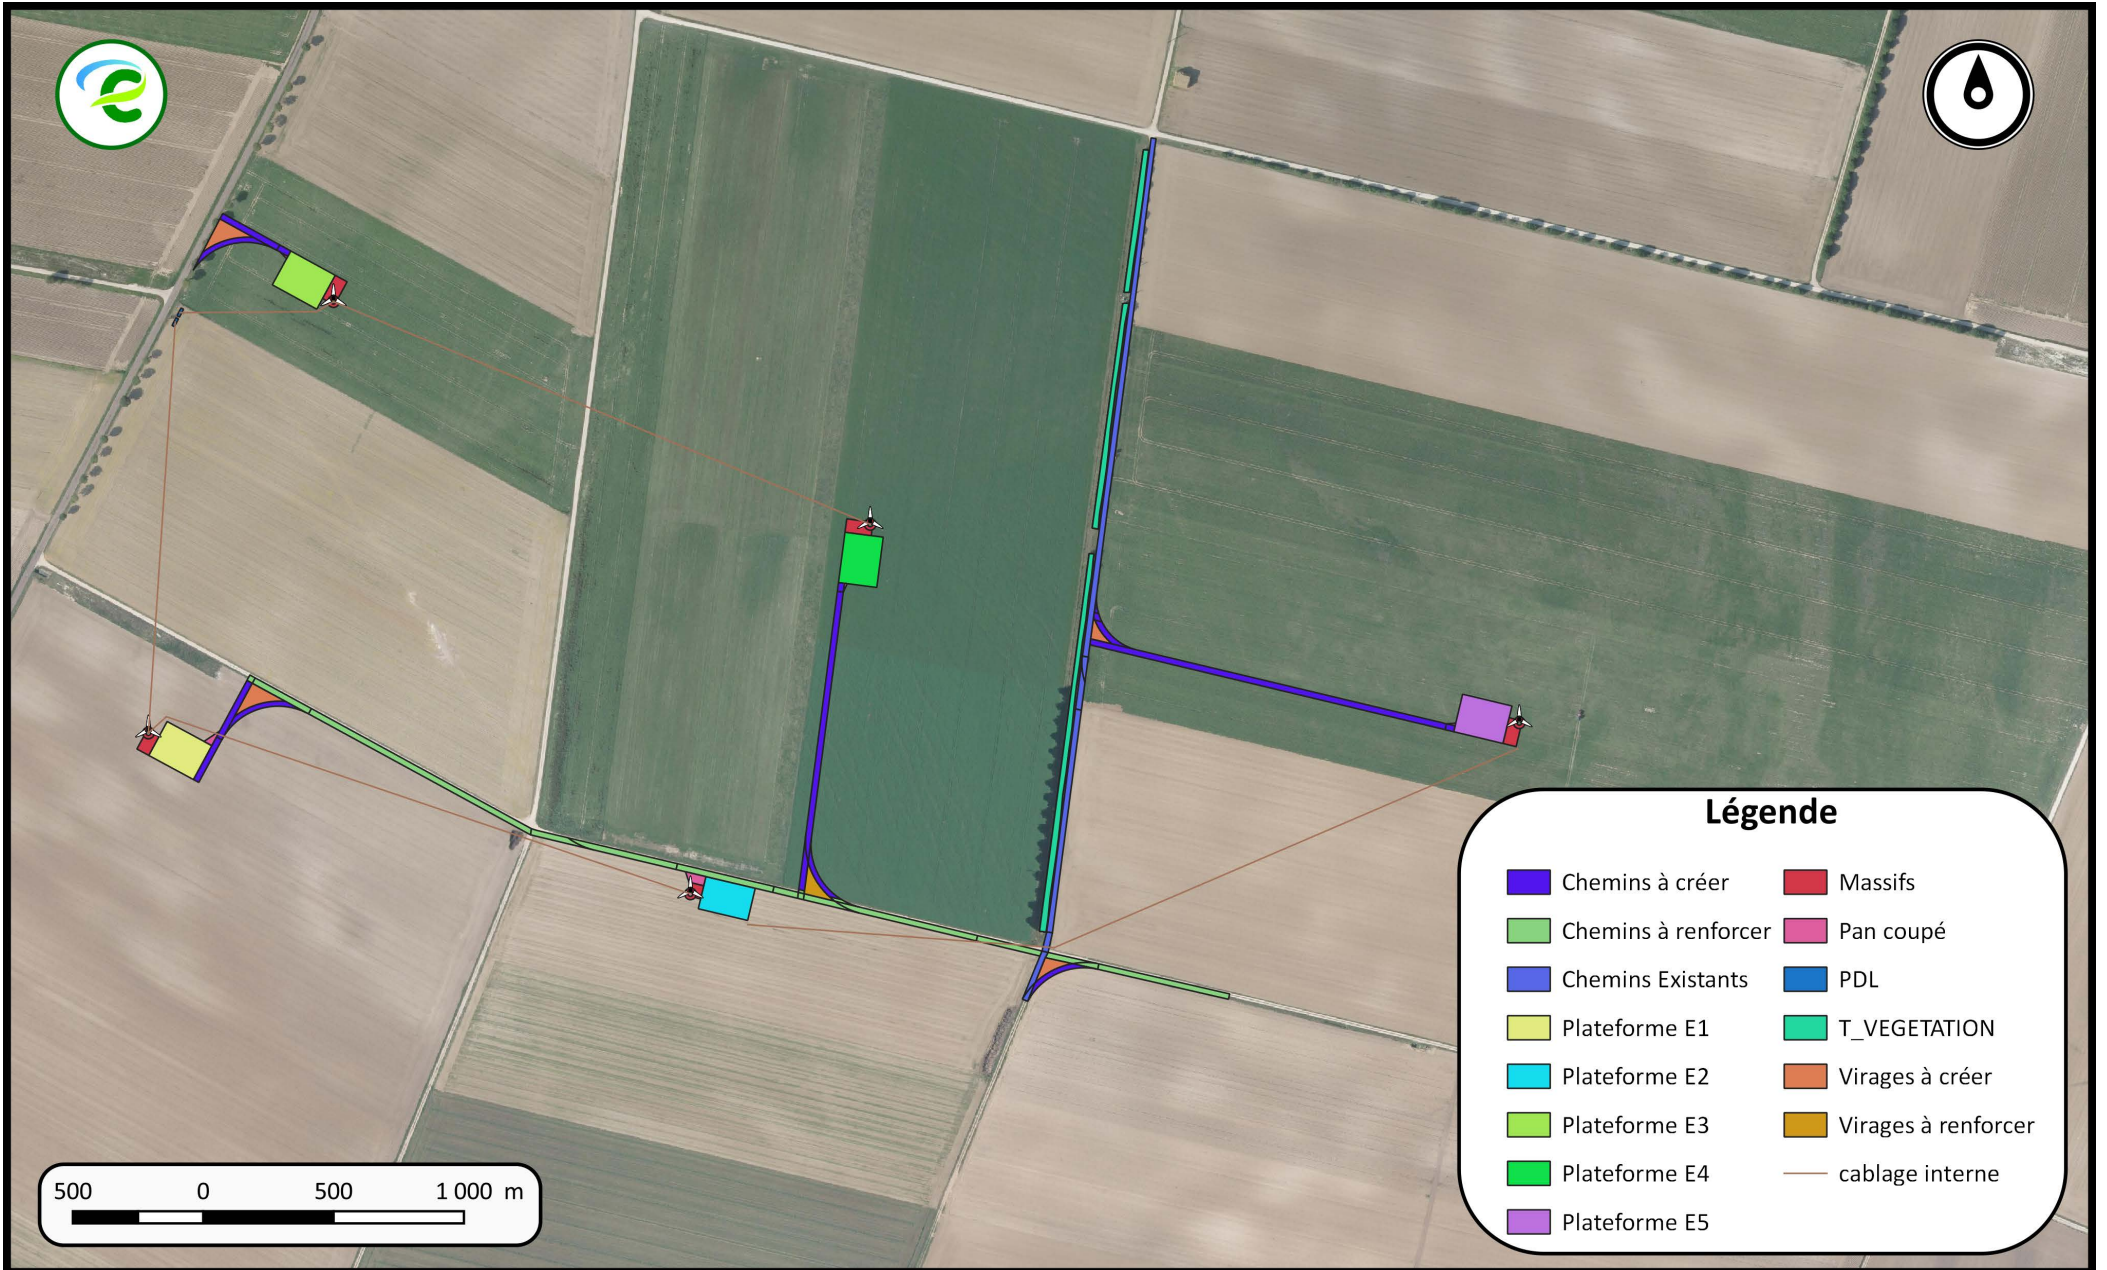 Légende
Chemins à créer
Chemins à renforcer
Chemins Existants
Plateforme E1
Plateforme E2
Plateforme E3
Plateforme E4
Plateforme E5
Massifs
Pan coupé
PDL
T_VEGETATION
Virages à créer
Virages à renforcer
cablage interne
500 0 500 1 000 m